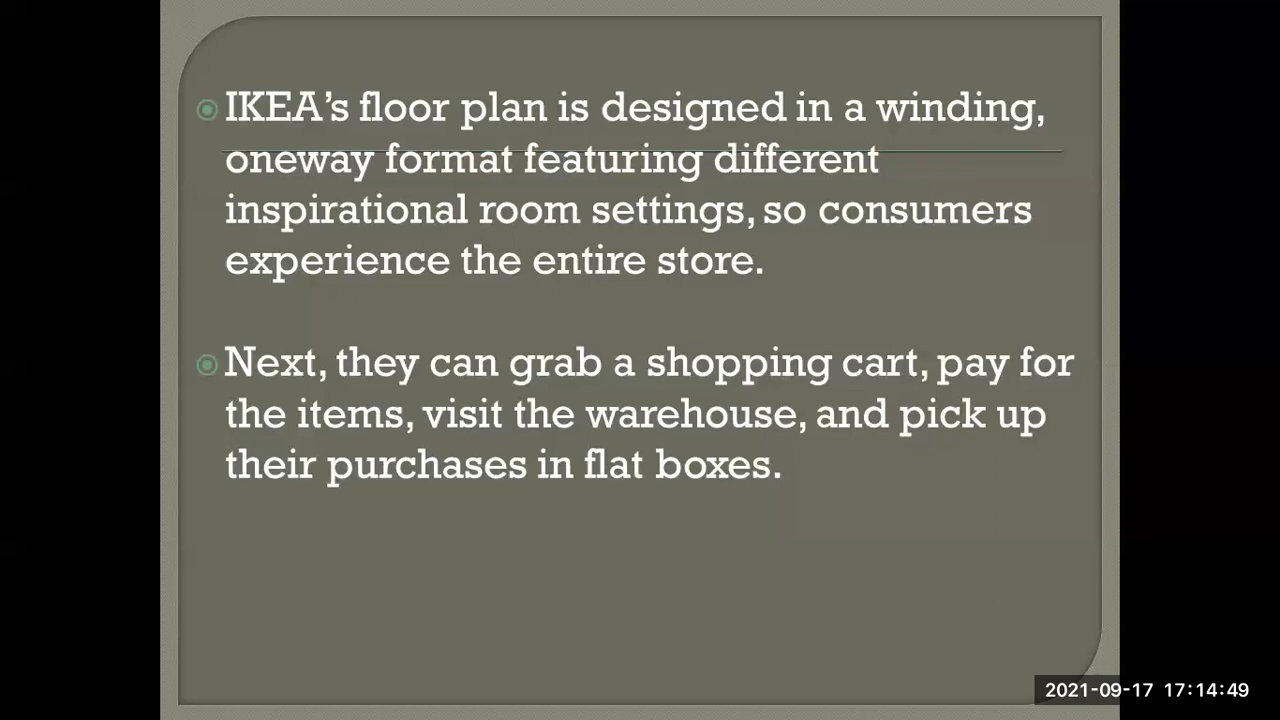 IKEA’s floor plan is designed in a winding,
oneway format featuring different
inspirational room settings, so consumers
experience the entire store.
Next, they can grab a shopping cart, pay for
the items, visit the warehouse, and pick up
their purchases in flat boxes.
2021-09-17 17:14:49